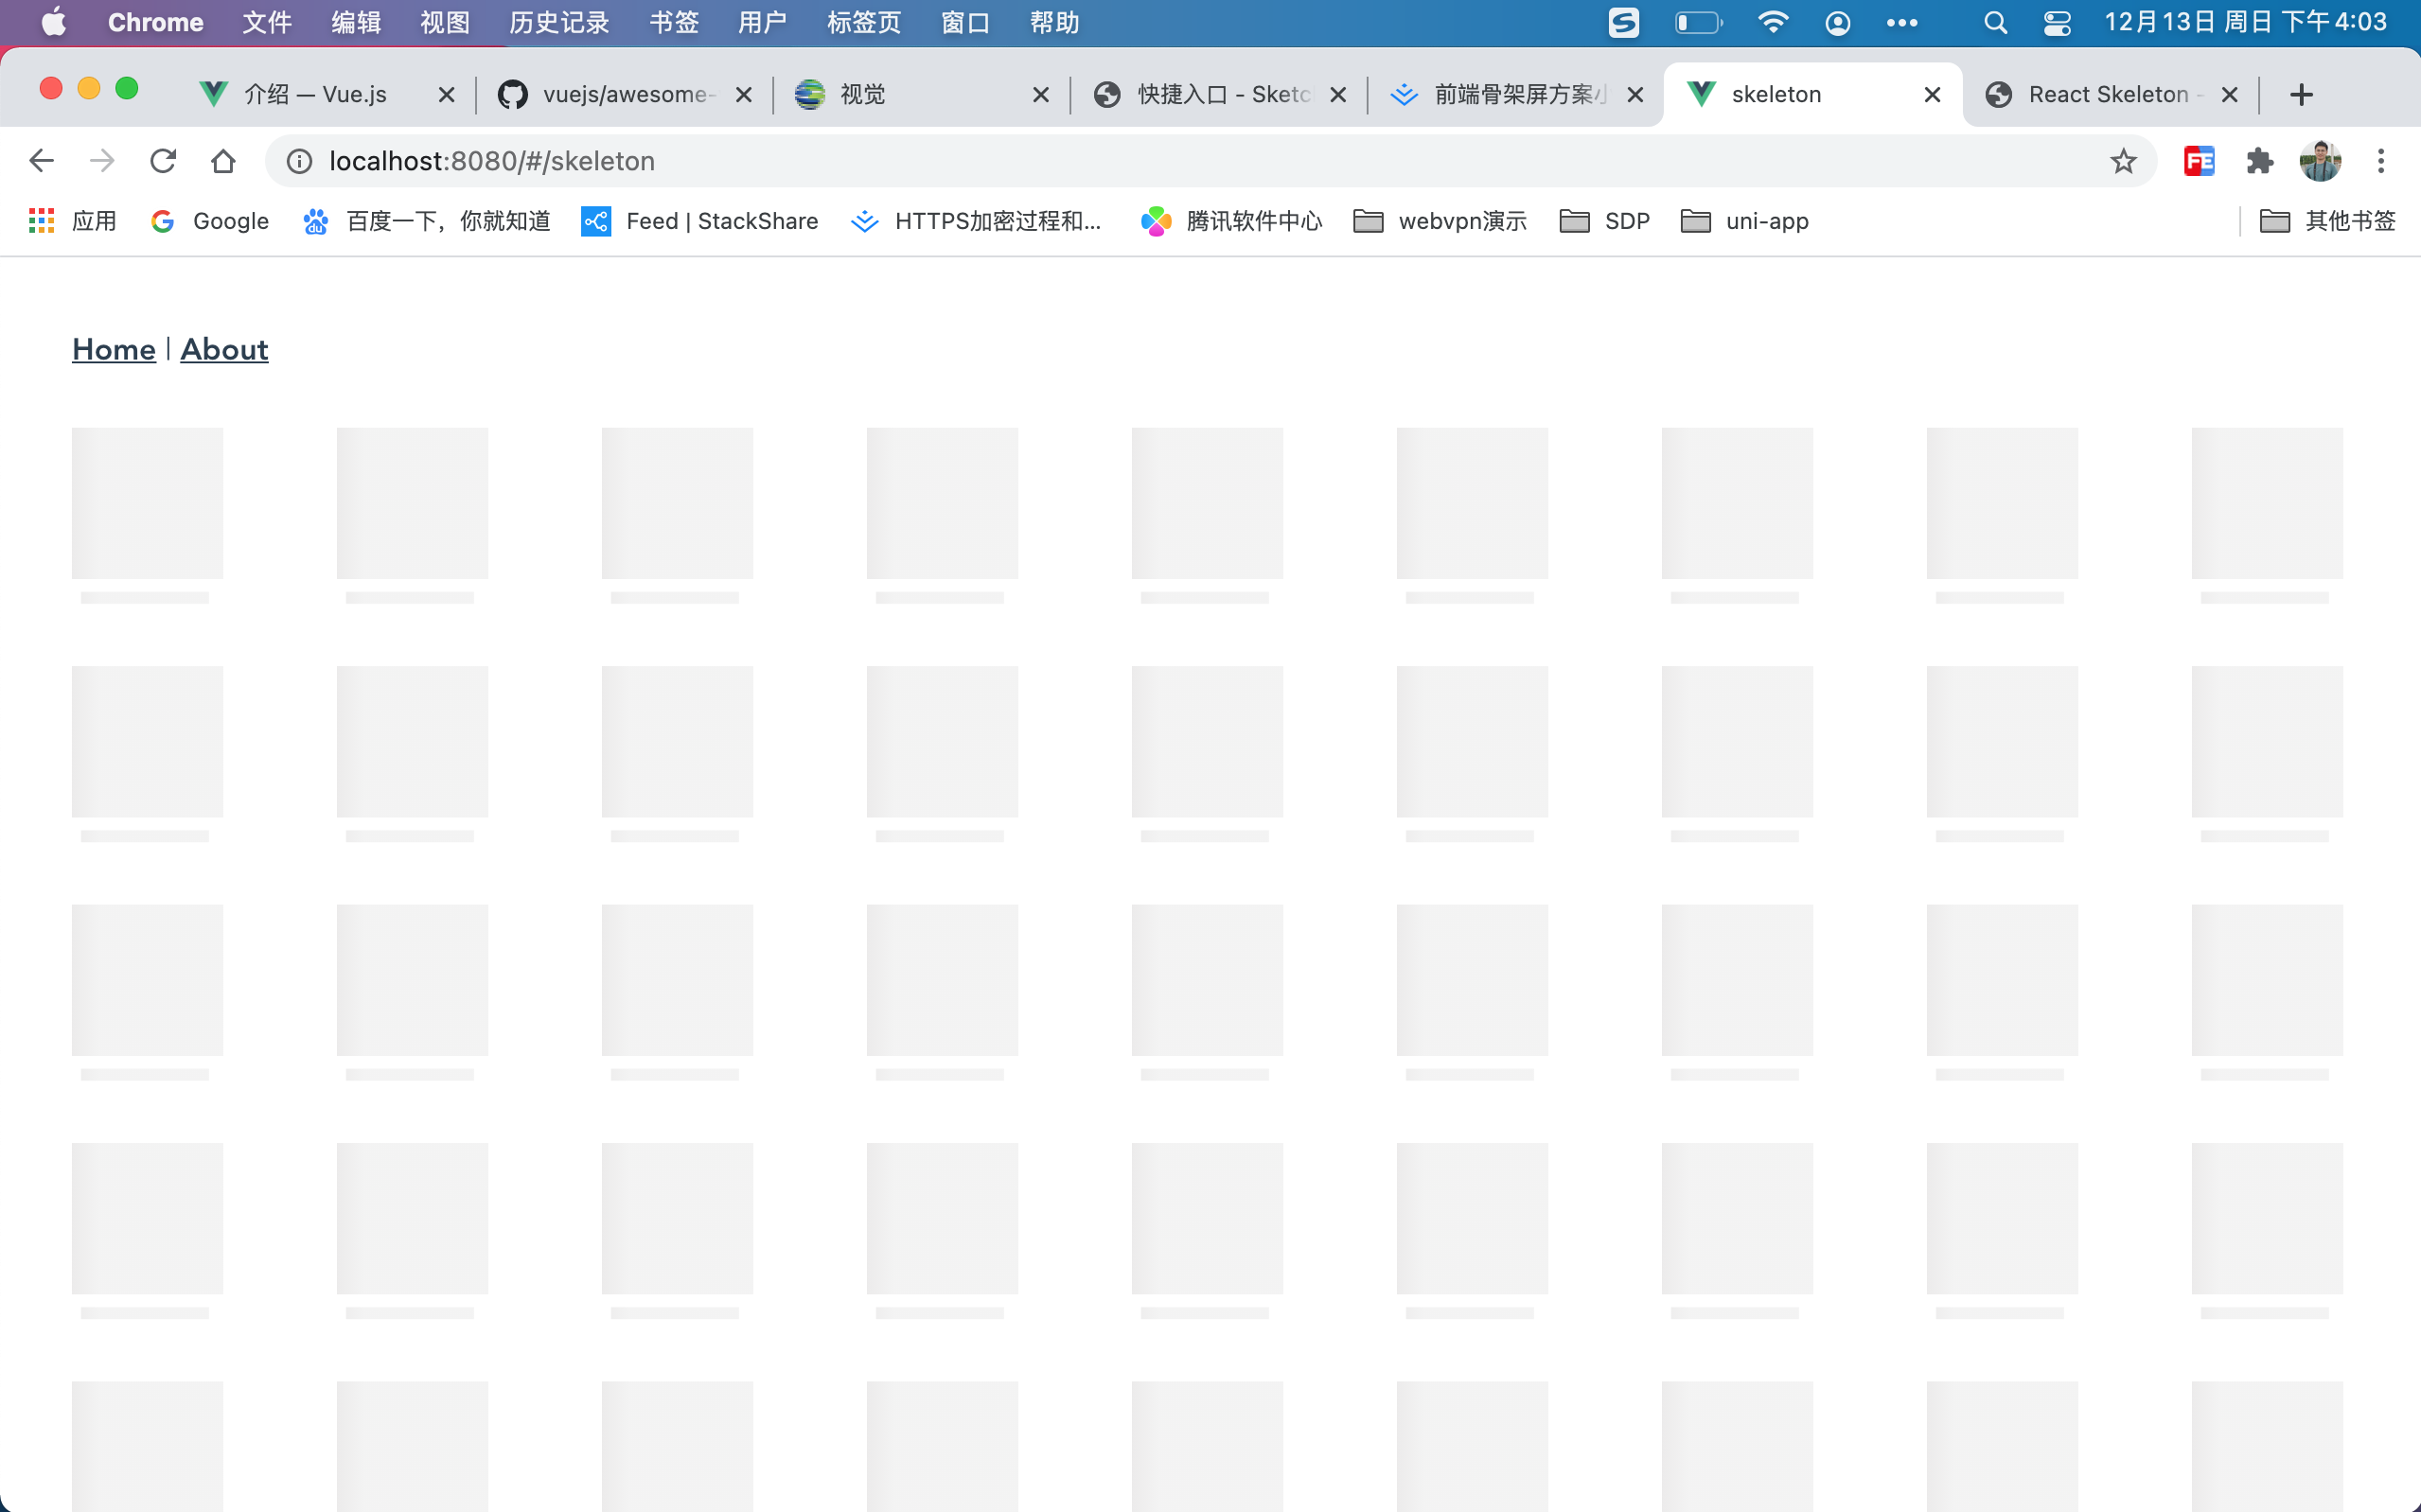 Chrome 文件 编辑 视图 历史记录 书签 用户 标签页 窗口 帮助 12月13日 周日 下午4:03
介绍 — Vue.js vuejs/awesome- 视觉 快捷入口 - Sketc 前端骨架屏方案小 skeleton React Skeleton -
localhost:8080/#/skeleton FE
应用 Google 百度一下，你就知道 Feed | StackShare HTTPS加密过程和... 腾讯软件中心 webvpn演示 SDP uni-app 其他书签
Home | About